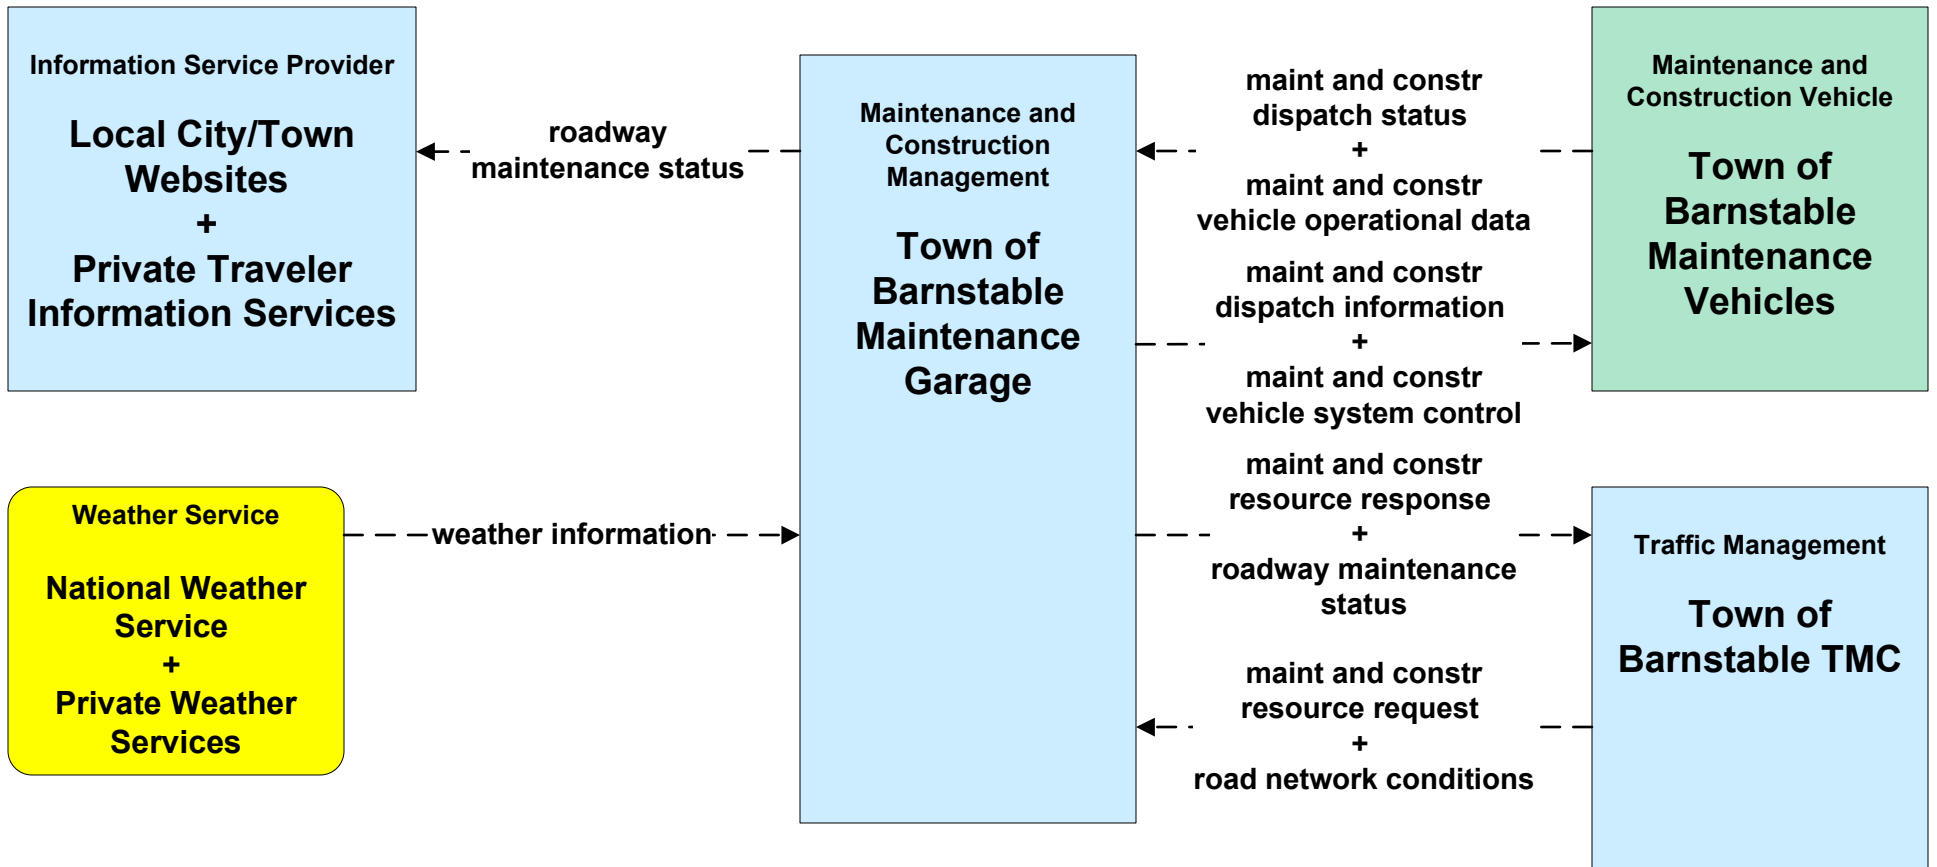 Information Service Provider
Local City/Town
Websites
+
Private Traveler
Information Services
roadway
maintenance status
Weather Service
National Weather
Service
+
Private Weather
Services
weather information
Maintenance and
Construction
Management
Town of
Barnstable
Maintenance
Garage
maint and constr
dispatch status
+
maint and constr
vehicle operational data
maint and constr
dispatch information
+
maint and constr
vehicle system control
maint and constr
resource response
+
roadway maintenance
status
maint and constr
resource request
+
road network conditions
Maintenance and
Construction Vehicle
Town of
Barnstable
Maintenance
Vehicles
Traffic Management
Town of
Barnstable TMC